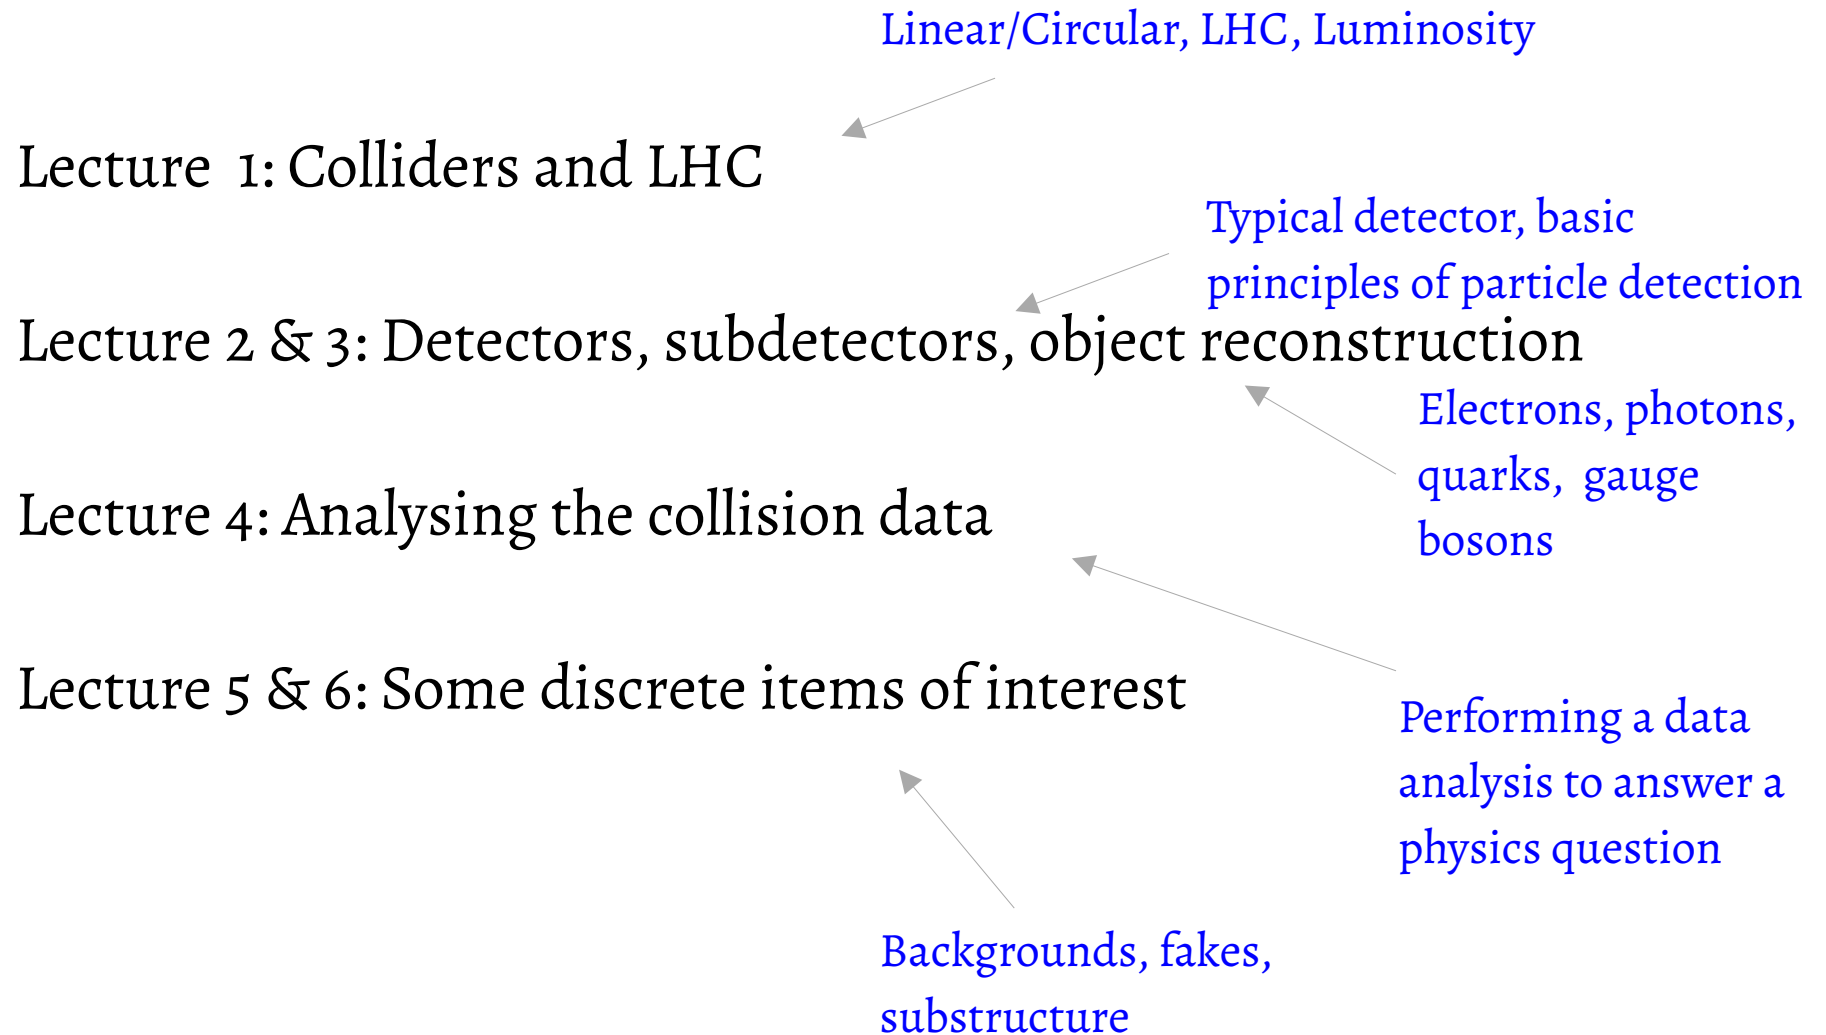 Linear/Circular, LHC, Luminosity
Lecture 1: Colliders and LHC
Typical detector, basic
principles of particle detection
Lecture 2 & 3: Detectors, subdetectors, object reconstruction
Electrons, photons,
quarks, gauge
bosons
Lecture 4: Analysing the collision data
Lecture 5 & 6: Some discrete items of interest
Performing a data
analysis to answer a
physics question
Backgrounds, fakes,
substructure